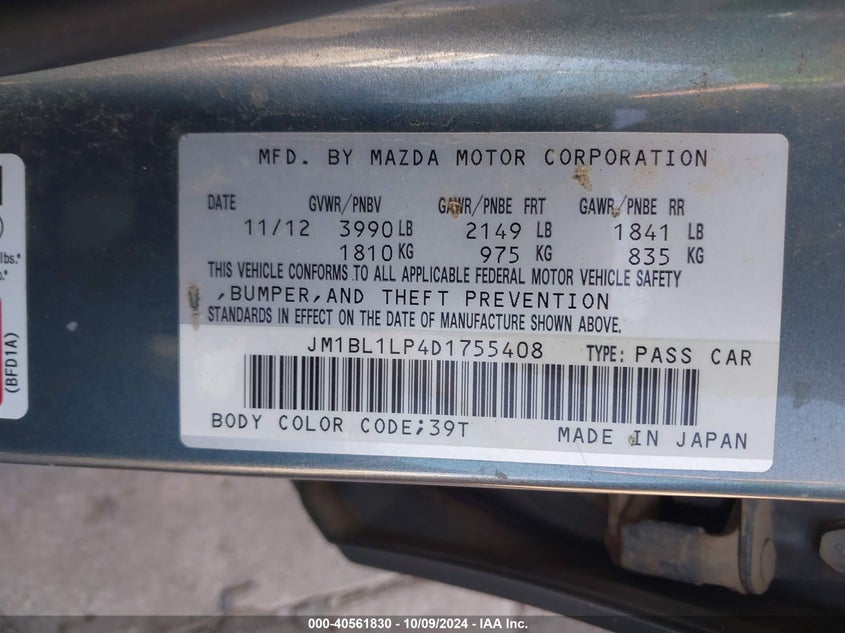 MFD. BY MAZDA MOTOR CORPORATION
DATE GVWR/PNBV GAWR/PNBE FRT GAWR/PNBE RR
11/12 3990 LB 2149 LB 1841 LB
1810 KG 975 KG 835 KG
THIS VEHICLE CONFORMS TO ALL APPLICABLE FEDERAL MOTOR VEHICLE SAFETY
,BUMPER,AND THEFT PREVENTION
STANDARDS IN EFFECT ON THE DATE OF MANUFACTURE SHOWN ABOVE.
JM1BL1LP4D1755408 TYPE: PASS CAR
BODY COLOR CODE;39T MADE IN JAPAN
lbs.*
(BFD1A)
000-40561830 - 10/09/2024 - IAA Inc.